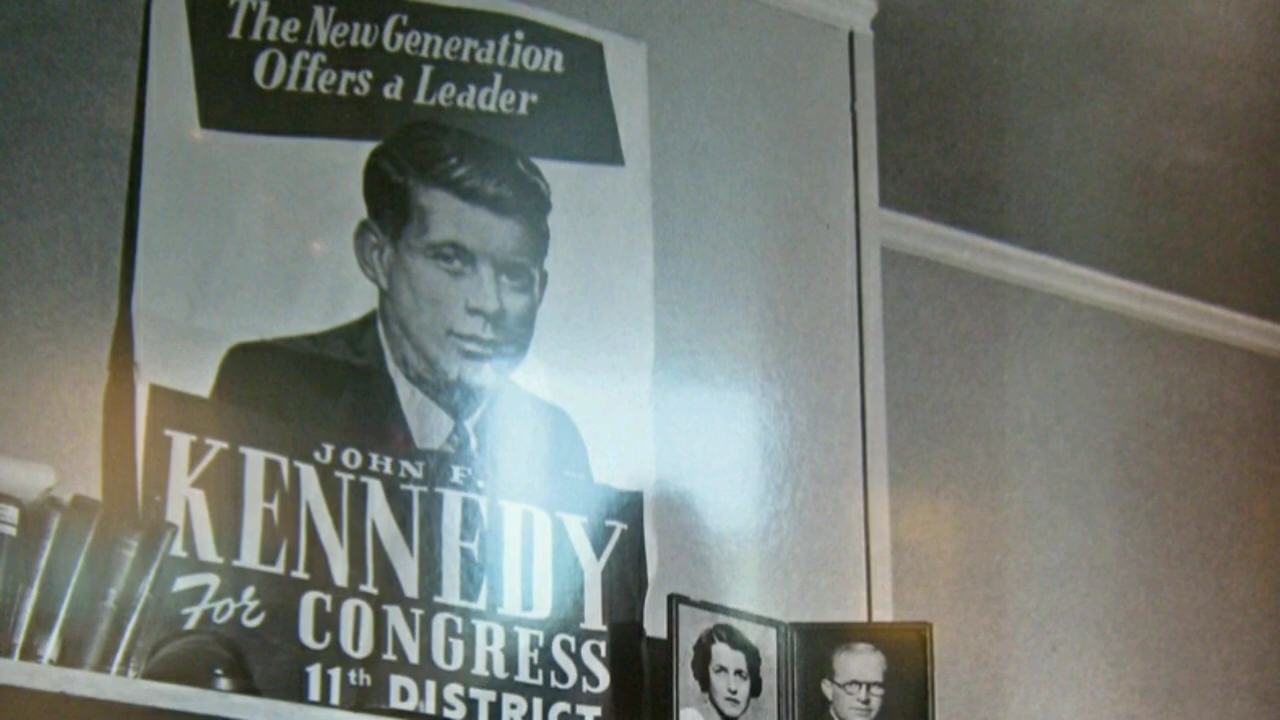 The New Generation
Offers a Leader
JOHN F.
KENNEDY
For CONGRESS
11th DISTRICT